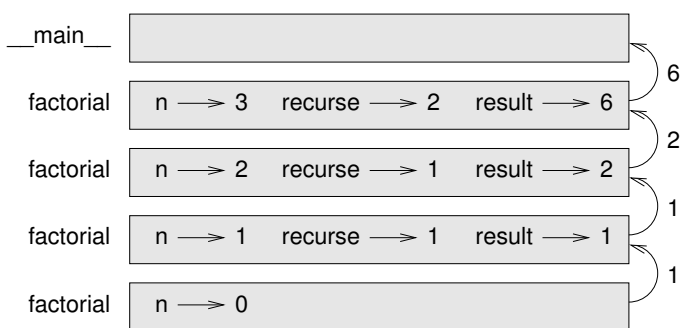 __main__
6
factorial n 3 recurse 2 result 6
2
factorial n 2 recurse 1 result 2
1
factorial n 1 recurse 1 result 1
1
factorial n 0